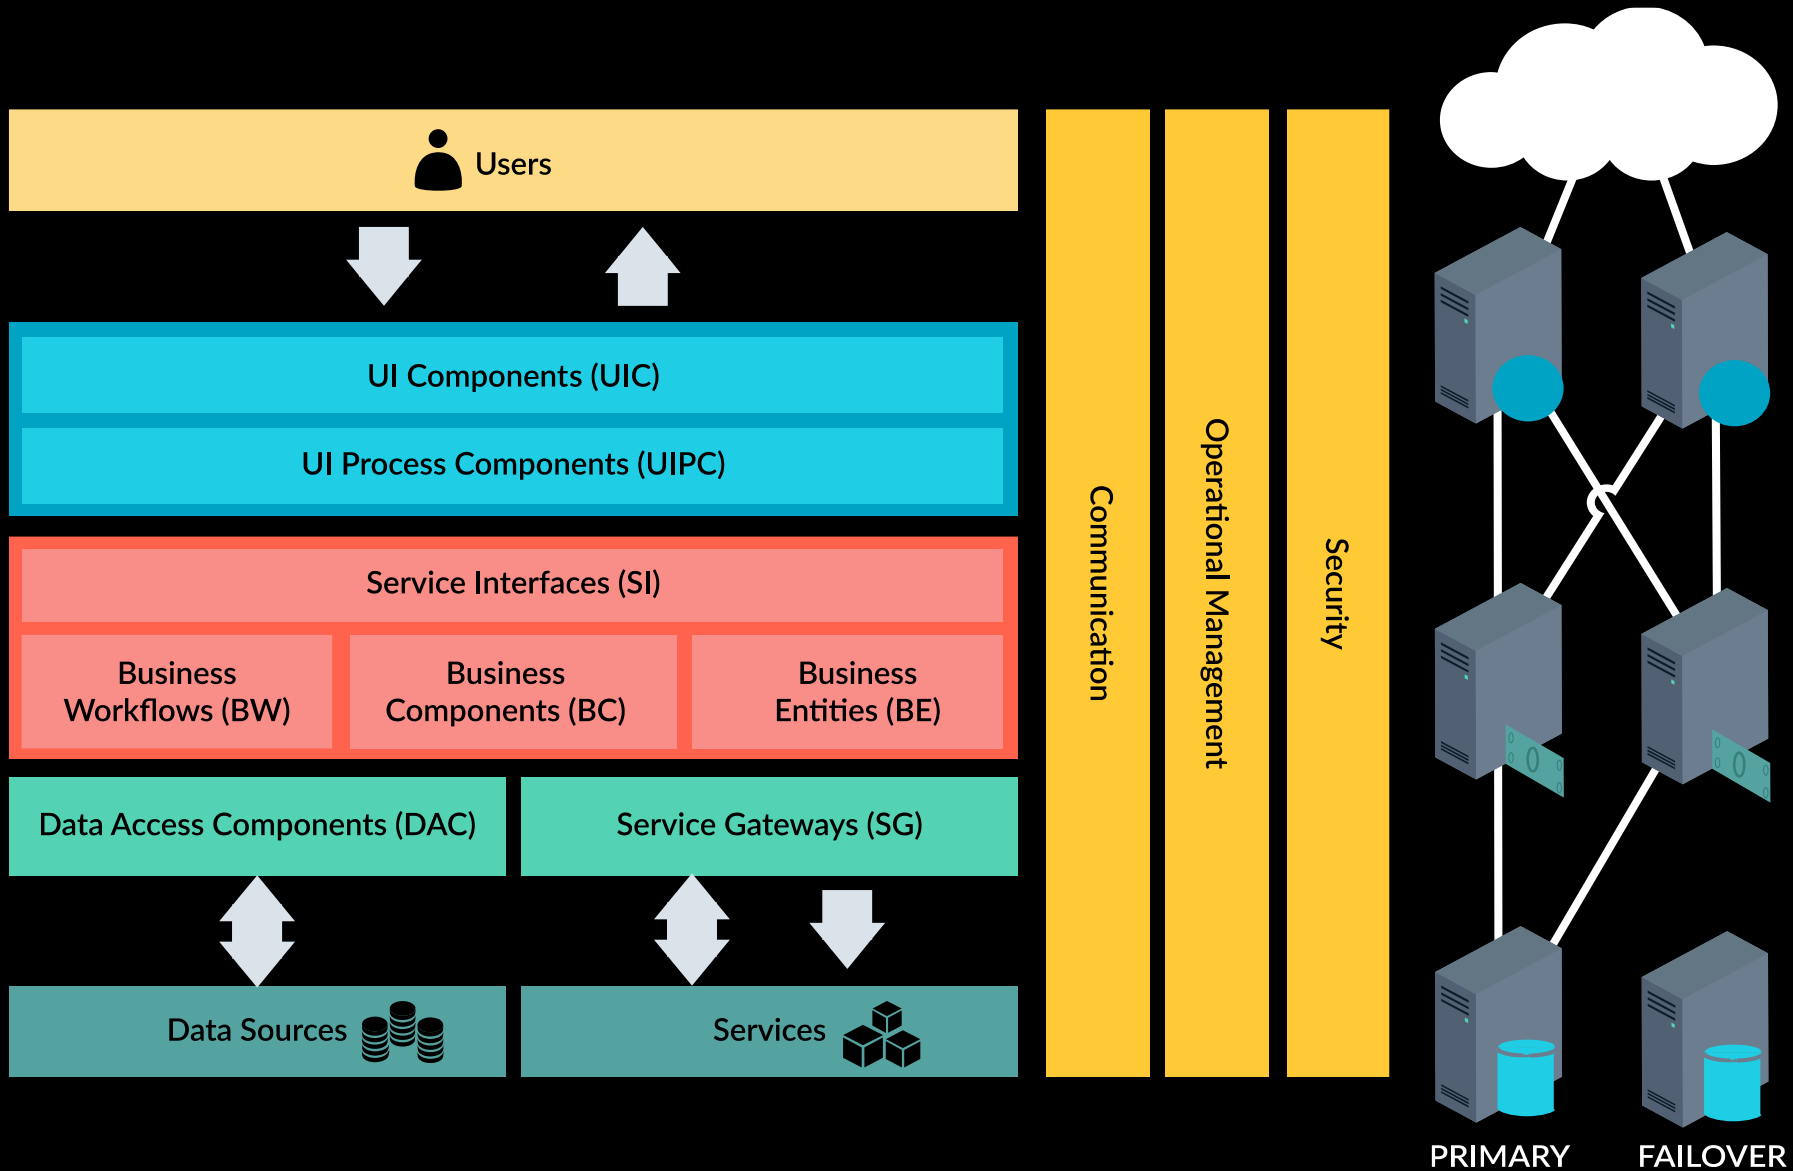 Users
UI Components (UIC)
UI Process Components (UIPC)
Service Interfaces (SI)
Business
Workflows (BW)
Business
Components (BC)
Business
Entities (BE)
Data Access Components (DAC)
Service Gateways (SG)
Data Sources
Services
Communication
Operational Management
Security
PRIMARY
FAILOVER